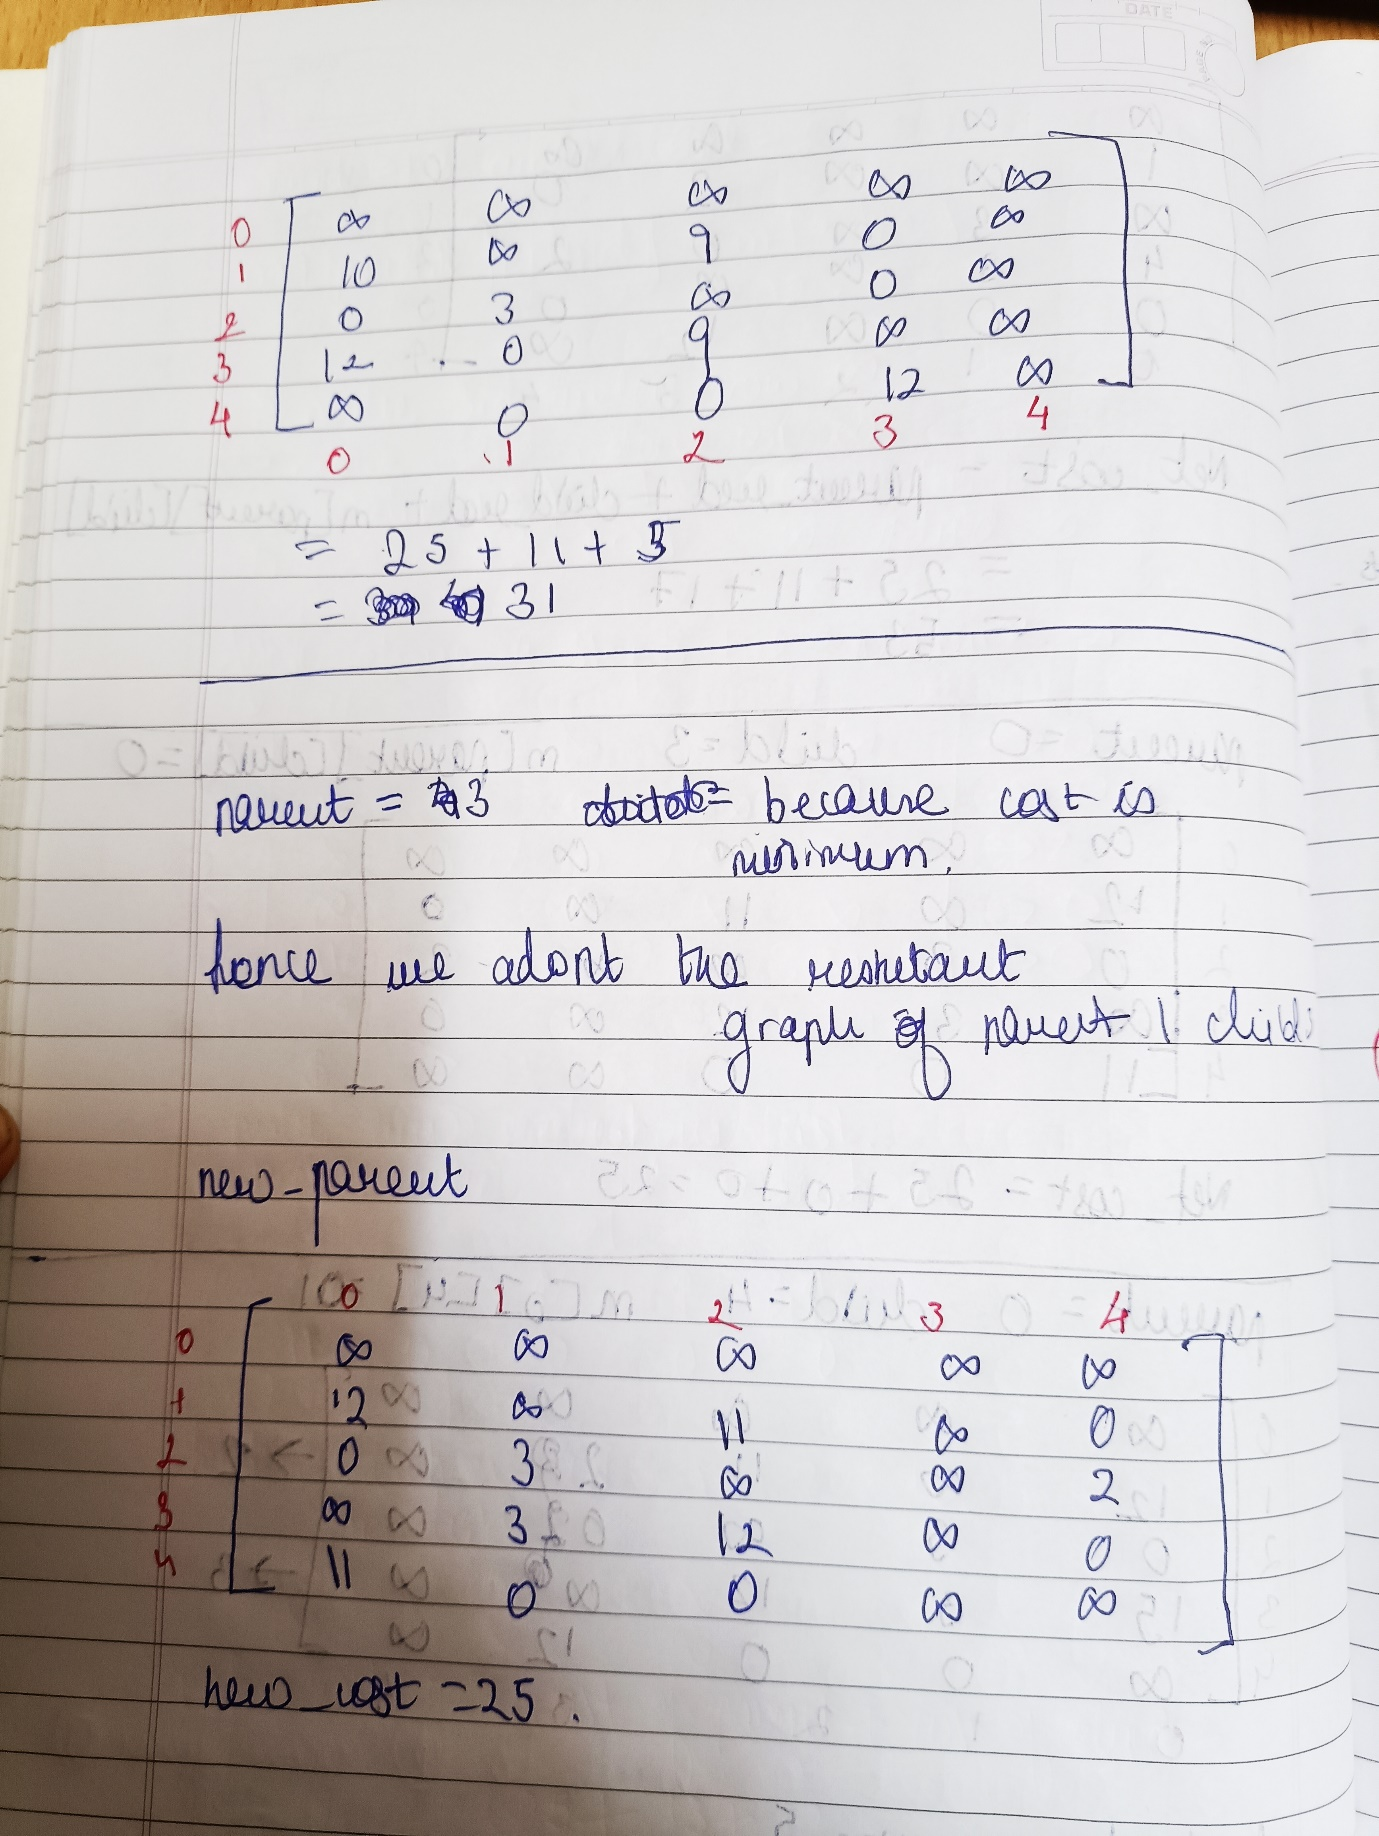 DATE
0 ∞ ∞ ∞ ∞ ∞
1 10 ∞ 9 0 ∞
2 0 3 ∞ 0 ∞
3 12 0 9 ∞ ∞
4 ∞ 0 0 12 ∞
0 1 2 3 4
= 25 + 11 + 5
= 31
parent = 3 because cost is
minimum.
hence we adopt the resultant
graph of parent 1 child
new_parent
0 1 2 3 4
0 ∞ ∞ ∞ ∞ ∞
1 12 ∞ 11 ∞ 0
2 0 3 ∞ ∞ 2
3 ∞ 3 12 ∞ 0
4 11 0 0 ∞ ∞
new_cost = 25.